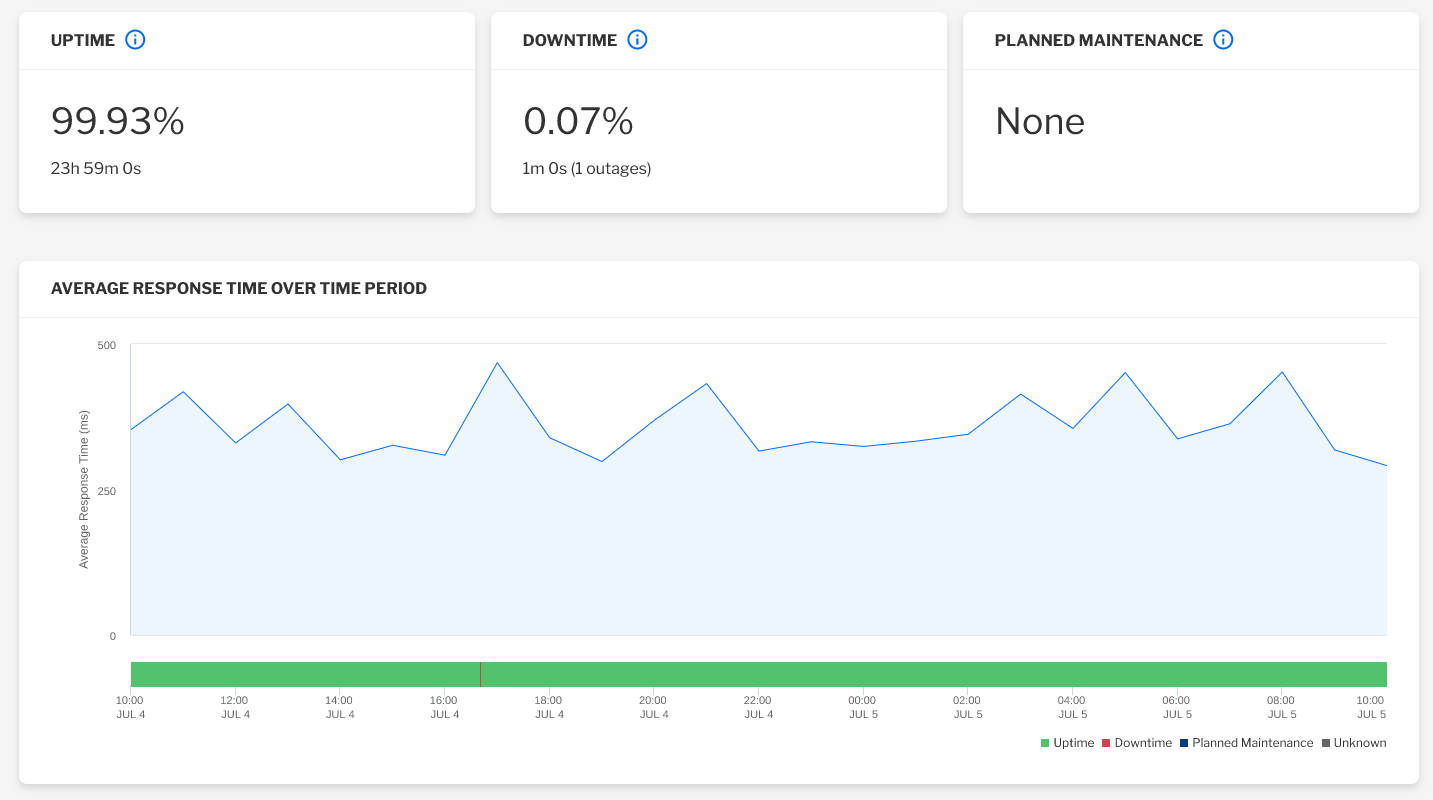 UPTIME
DOWNTIME
PLANNED MAINTENANCE
99.93%
0.07%
None
23h 59m 0s
1m 0s (1 outages)
AVERAGE RESPONSE TIME OVER TIME PERIOD
500
250
0
Average Response Time (ms)
10:00 12:00 14:00 16:00 18:00 20:00 22:00 00:00 02:00 04:00 06:00 08:00 10:00
JUL 4 JUL 4 JUL 4 JUL 4 JUL 4 JUL 4 JUL 4 JUL 5 JUL 5 JUL 5 JUL 5 JUL 5 JUL 5
Uptime Downtime Planned Maintenance Unknown